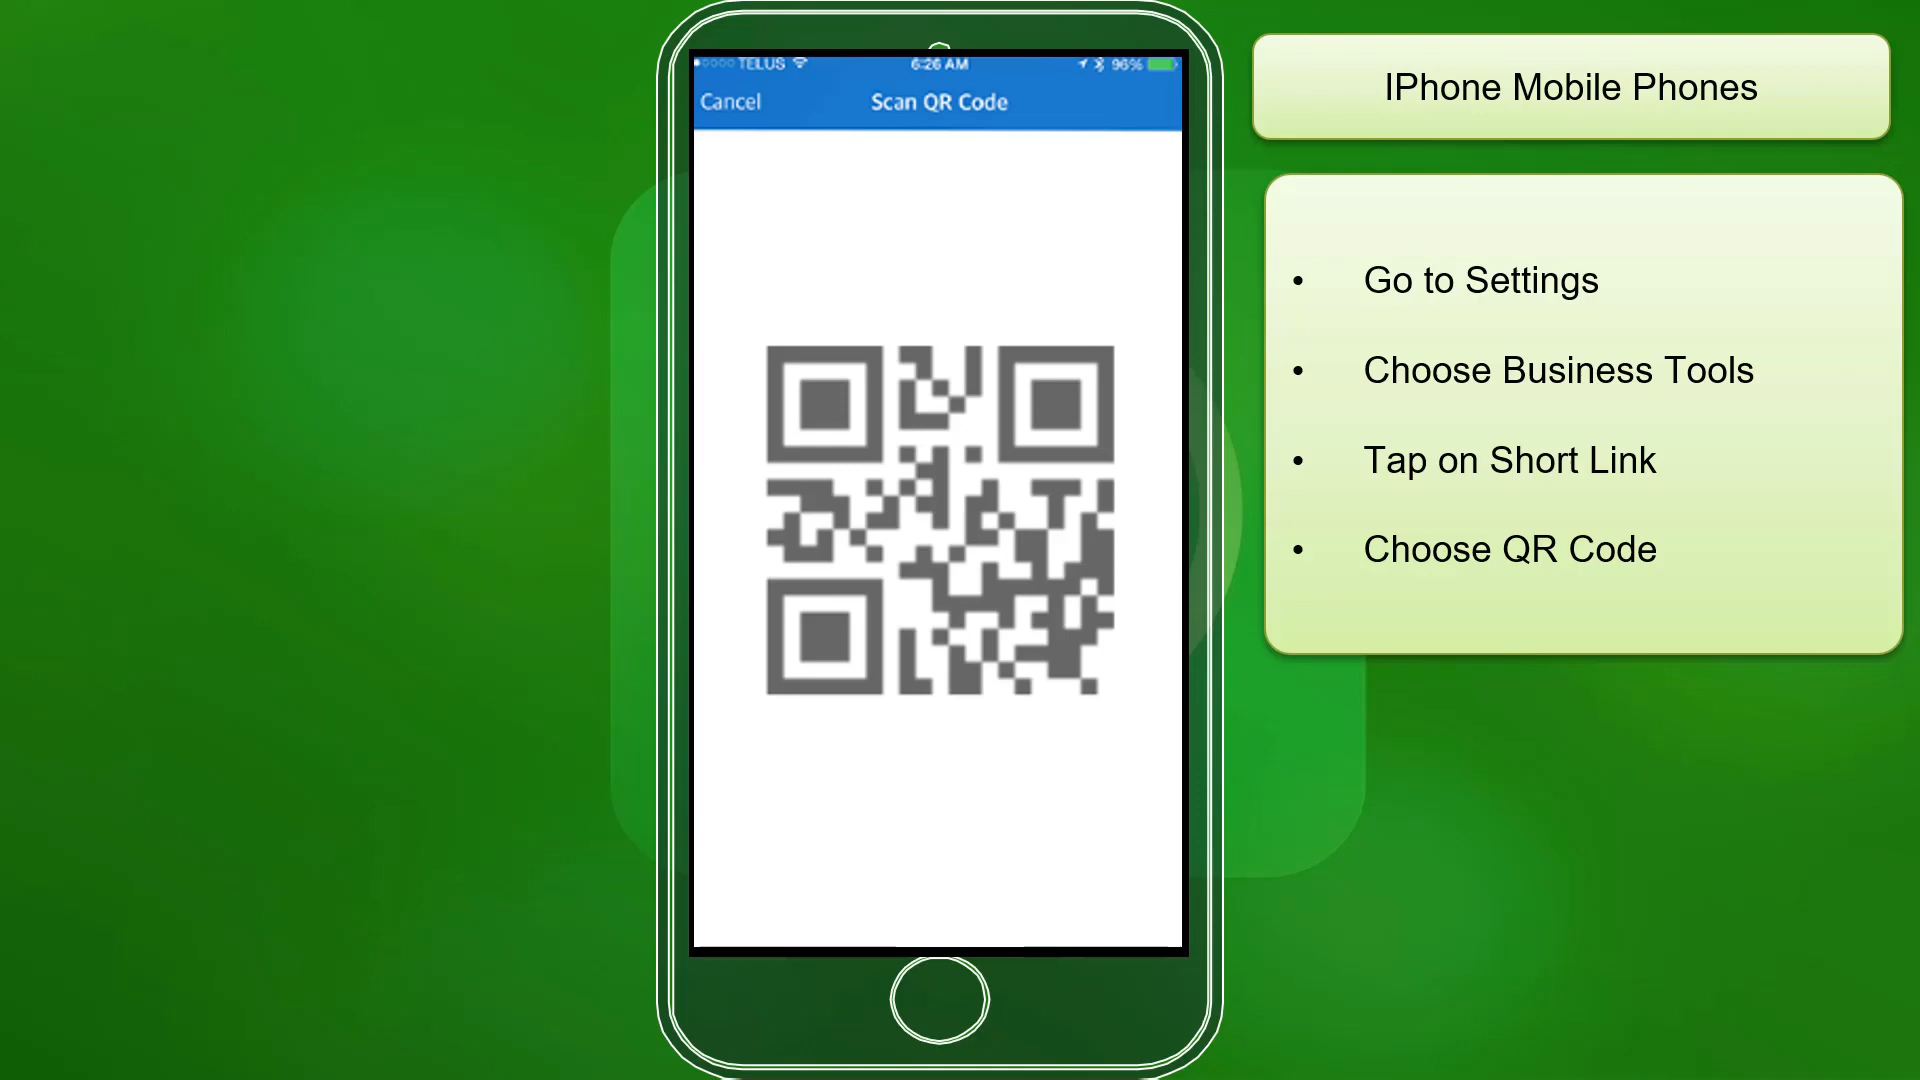 TELUS 6:26 AM 96%
Cancel Scan QR Code
IPhone Mobile Phones
• Go to Settings
• Choose Business Tools
• Tap on Short Link
• Choose QR Code